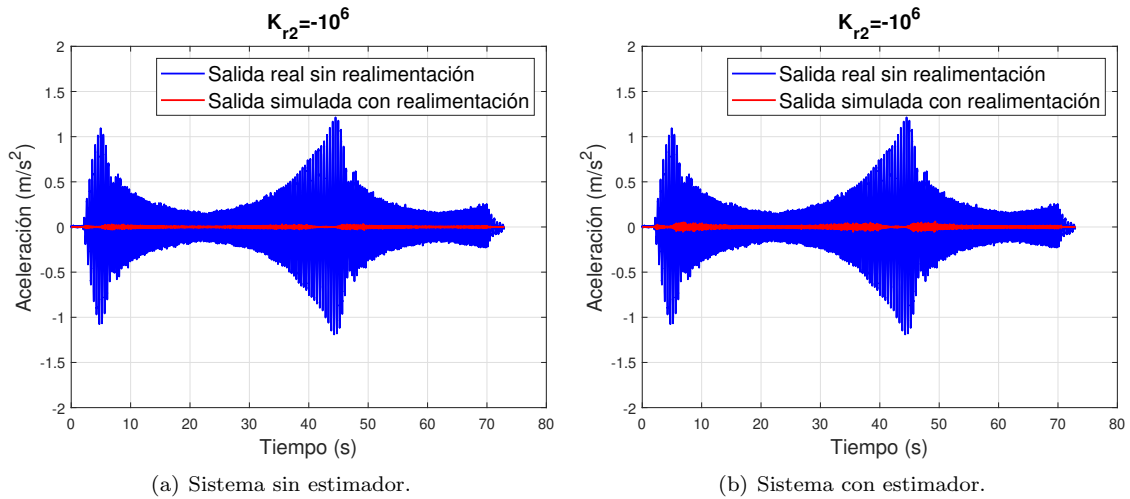 K_r2=-10^6
Salida real sin realimentación
Salida simulada con realimentación
Aceleración (m/s^2)
2
1.5
1
0.5
0
-0.5
-1
-1.5
-2
0 10 20 30 40 50 60 70 80
Tiempo (s)
(a) Sistema sin estimador.
K_r2=-10^6
Salida real sin realimentación
Salida simulada con realimentación
Aceleración (m/s^2)
2
1.5
1
0.5
0
-0.5
-1
-1.5
-2
0 10 20 30 40 50 60 70 80
Tiempo (s)
(b) Sistema con estimador.